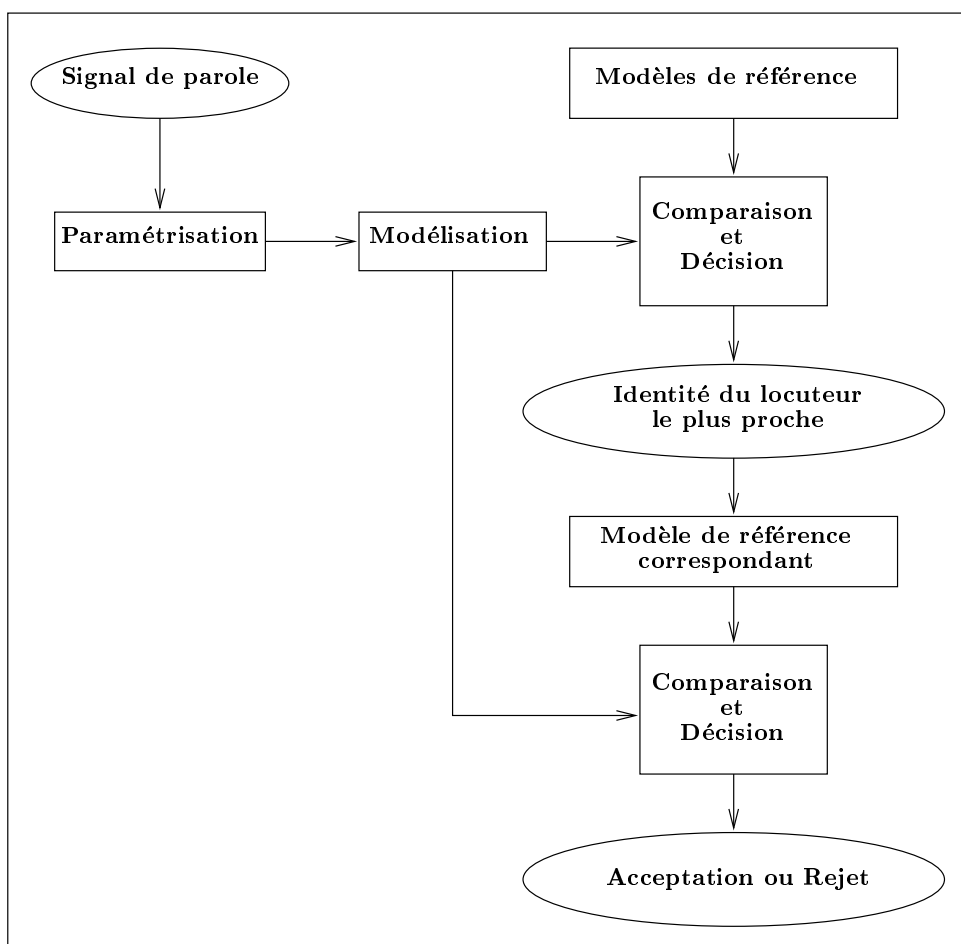 Signal de parole
Modèles de référence
Paramétrisation
Modélisation
Comparaison
et
Décision
Identité du locuteur
le plus proche
Modèle de référence
correspondant
Comparaison
et
Décision
Acceptation ou Rejet